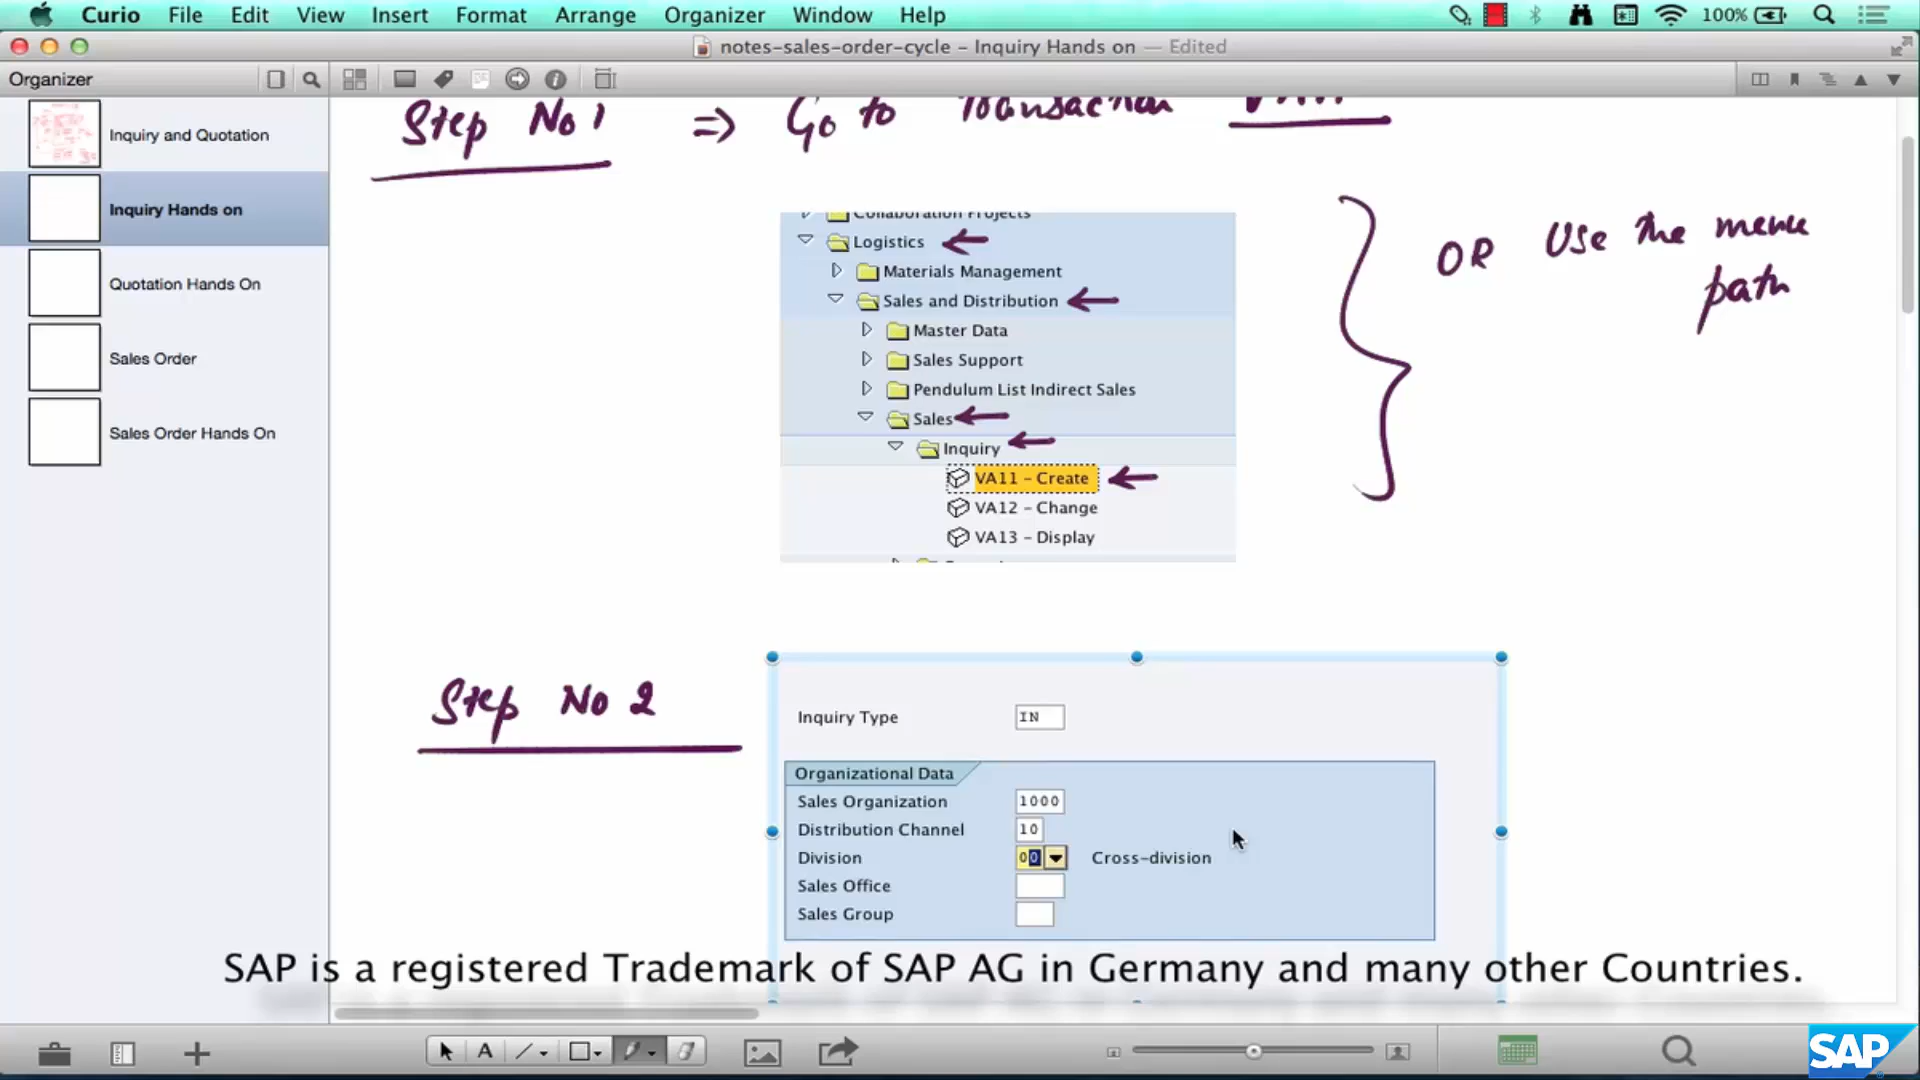 Curio File Edit View Insert Format Arrange Organizer Window Help 100%
notes-sales-order-cycle – Inquiry Hands on — Edited
Organizer
Inquiry and Quotation
Inquiry Hands on
Quotation Hands On
Sales Order
Sales Order Hands On
Step No 1 => Go to Transaction VA11
Collaboration Projects
Logistics
Materials Management
Sales and Distribution
Master Data
Sales Support
Pendulum List Indirect Sales
Sales
Inquiry
VA11 – Create
VA12 – Change
VA13 – Display
OR Use the menu
path
Step No 2
Inquiry Type IN
Organizational Data
Sales Organization 1000
Distribution Channel 10
Division 00 Cross-division
Sales Office
Sales Group
SAP is a registered Trademark of SAP AG in Germany and many other Countries.
A
SAP